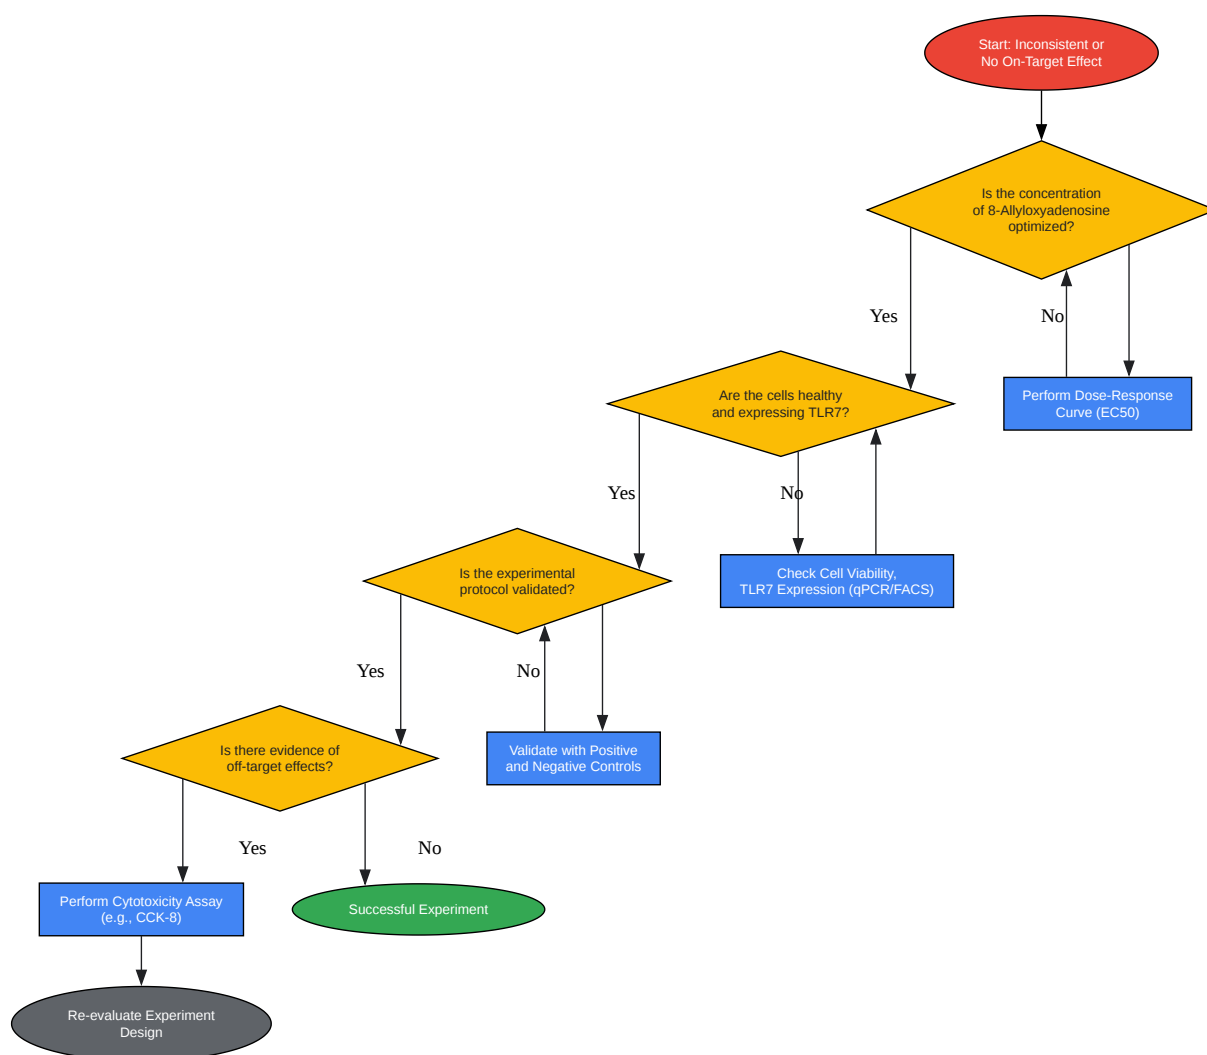 Start: Inconsistent or
No On-Target Effect
Is the concentration
of 8-Allyloxyadenosine
optimized?
Yes
No
Perform Dose-Response
Curve (EC50)
Are the cells healthy
and expressing TLR7?
Yes
No
Check Cell Viability,
TLR7 Expression (qPCR/FACS)
Is the experimental
protocol validated?
Yes
No
Validate with Positive
and Negative Controls
Is there evidence of
off-target effects?
Yes
No
Perform Cytotoxicity Assay
(e.g., CCK-8)
Successful Experiment
Re-evaluate Experiment
Design